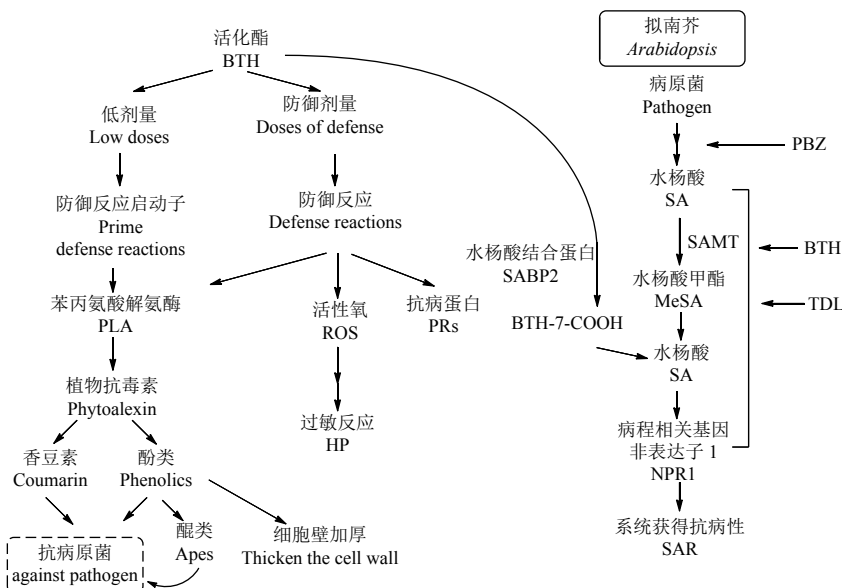 活化酯
BTH
低剂量
Low doses
防御剂量
Doses of defense
防御反应启动子
Prime
defense reactions
防御反应
Defense reactions
苯丙氨酸解氨酶
PLA
活性氧
ROS
抗病蛋白
PRs
植物抗毒素
Phytoalexin
过敏反应
HP
香豆素
Coumarin
酚类
Phenolics
抗病原菌
against pathogen
醌类
Apes
细胞壁加厚
Thicken the cell wall
拟南芥
Arabidopsis
病原菌
Pathogen
PBZ
水杨酸
SA
SAMT
BTH
水杨酸结合蛋白
SABP2
水杨酸甲酯
MeSA
TDL
BTH-7-COOH
水杨酸
SA
病程相关基因
非表达子 1
NPR1
系统获得抗病性
SAR